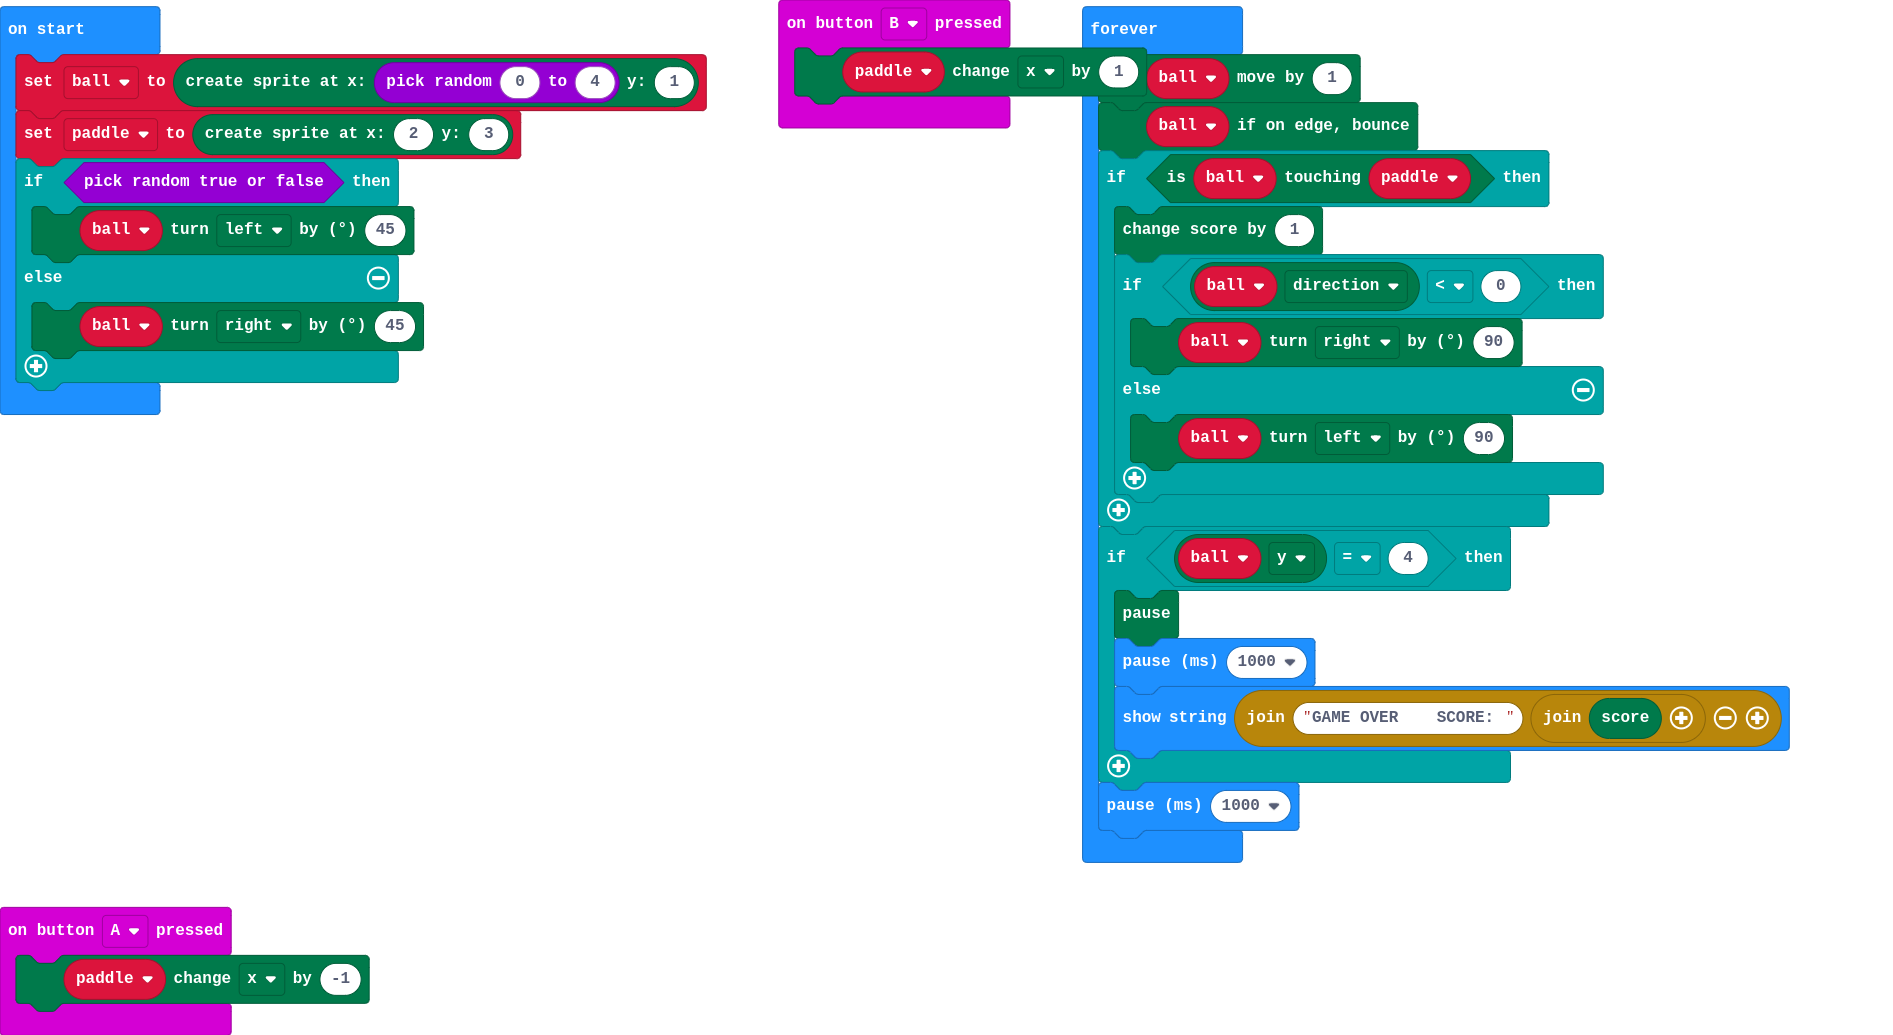 on start
set ball to create sprite at x: pick random 0 to 4 y: 1
set paddle to create sprite at x: 2 y: 3
if pick random true or false then
ball turn left by (°) 45
else
ball turn right by (°) 45
on button B pressed
paddle change x by 1
forever
ball move by 1
ball if on edge, bounce
if is ball touching paddle then
change score by 1
if ball direction < 0 then
ball turn right by (°) 90
else
ball turn left by (°) 90
if ball y = 4 then
pause
pause (ms) 1000
show string join "GAME OVER    SCORE: " join score
pause (ms) 1000
on button A pressed
paddle change x by -1